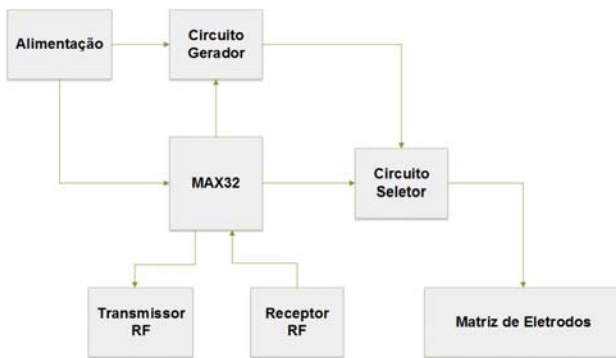 Alimentação
Circuito
Gerador
MAX32
Circuito
Seletor
Transmissor
RF
Receptor
RF
Matriz de Eletrodos